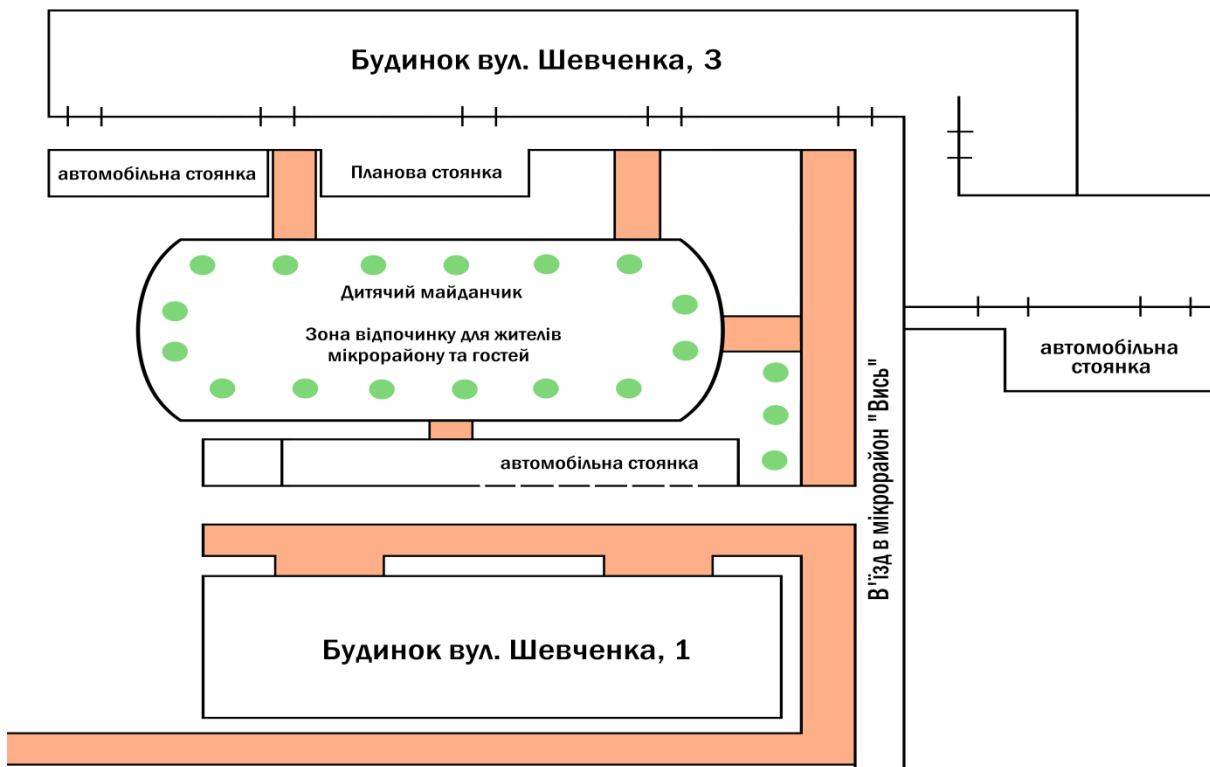 Будинок вул. Шевченка, 3
автомобільна стоянка
Планова стоянка
Дитячий майданчик
Зона відпочинку для жителів
мікрорайону та гостей
автомобільна
стоянка
автомобільна стоянка
В'їзд в мікрорайон "Вись"
Будинок вул. Шевченка, 1